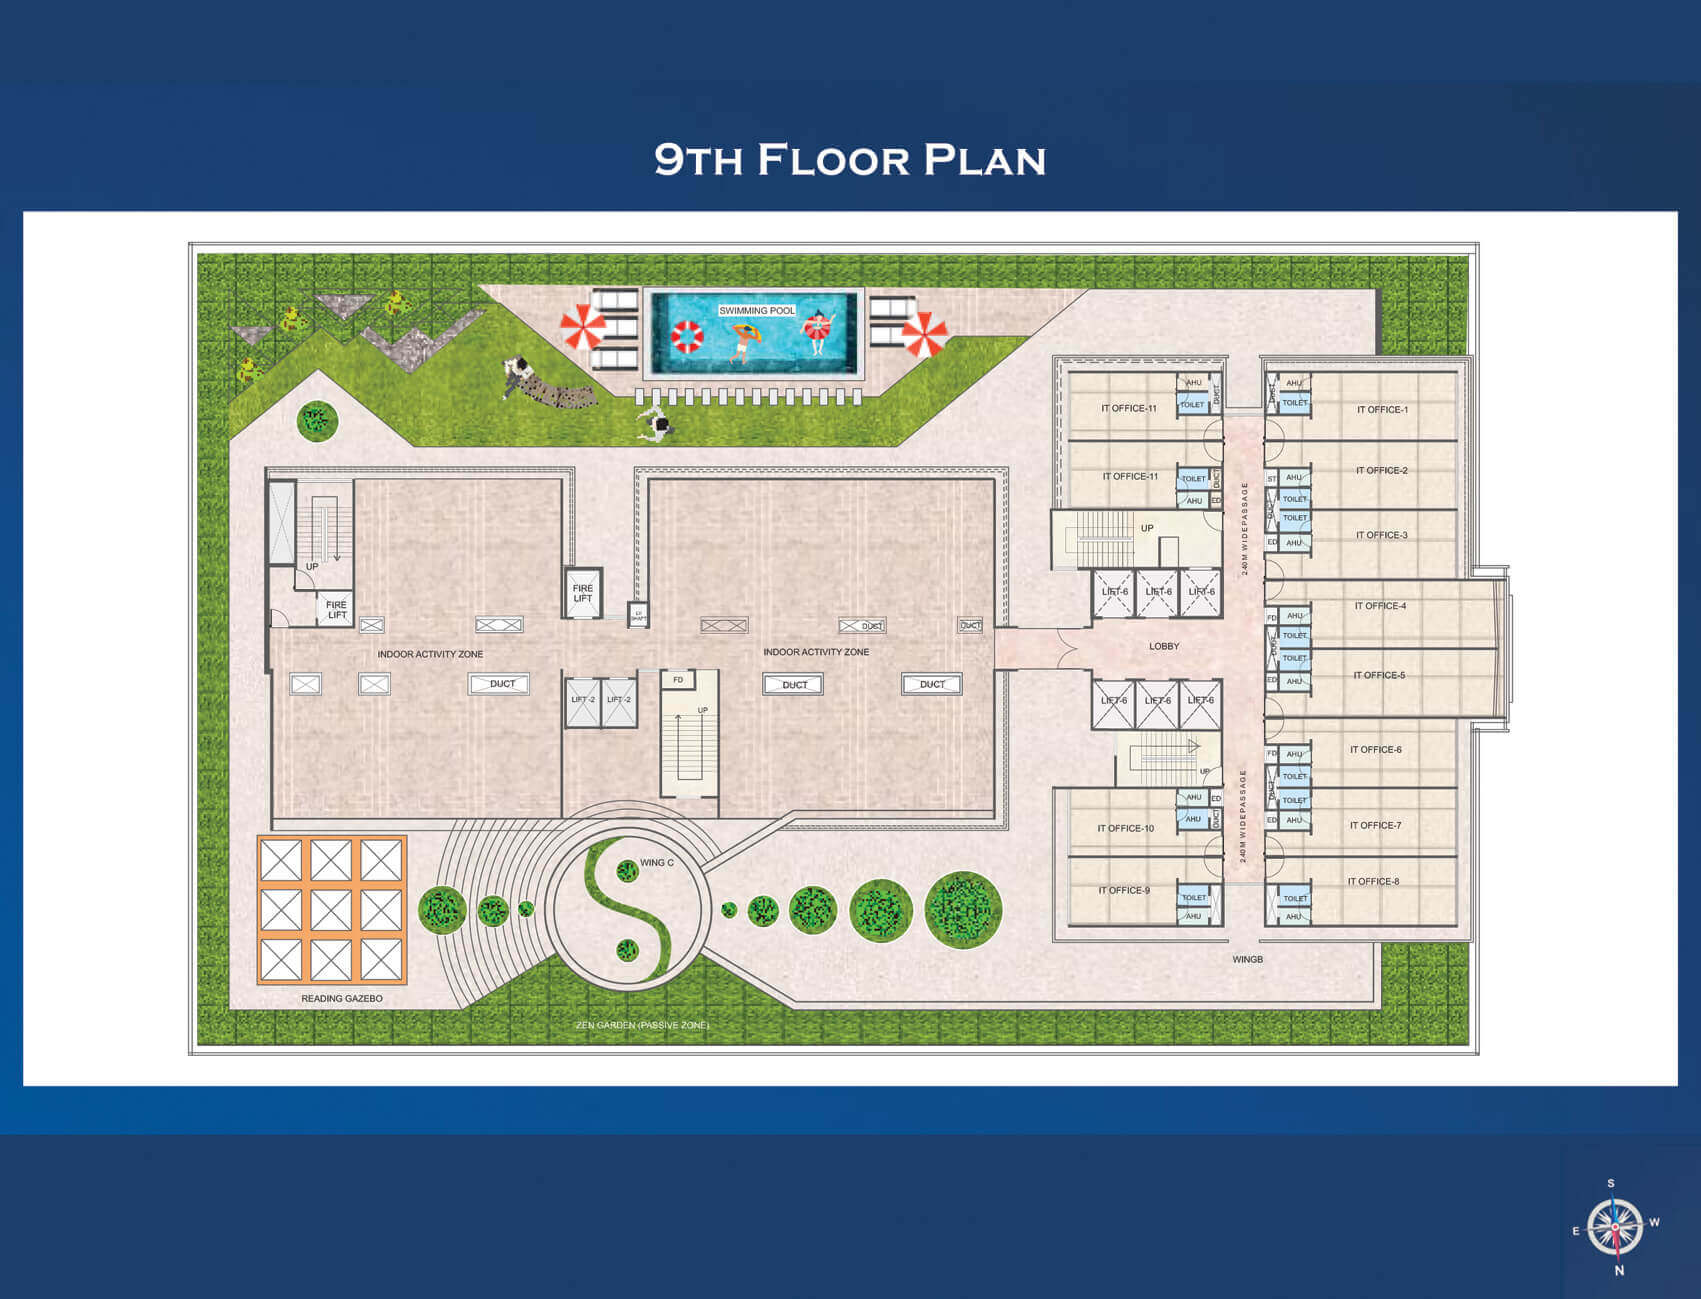 9TH FLOOR PLAN
SWIMMING POOL
IT OFFICE-11
AHU
TOILET
DUCT
DUCT
AHU
TOILET
IT OFFICE-1
IT OFFICE-11
TOILET
DUCT
AHU
ED
ST
AHU
IT OFFICE-2
TOILET
DUCT
TOILET
UP
2.40 M WIDEPASSAGE
ED
AHU
IT OFFICE-3
UP
FIRE
LIFT
FIRE
LIFT
LIFT-6
LIFT-6
LIFT-6
FD
AHU
IT OFFICE-4
DUCT
DUCT
TOILET
DUCT
TOILET
INDOOR ACTIVITY ZONE
INDOOR ACTIVITY ZONE
LOBBY
ED
AHU
IT OFFICE-5
DUCT
FD
DUCT
DUCT
LIFT-2
LIFT-2
UP
LIFT-6
LIFT-6
LIFT-6
FD
AHU
IT OFFICE-6
UP
TOILET
DUCT
TOILET
AHU
ED
2.40 M WIDEPASSAGE
IT OFFICE-10
AHU
DUCT
ED
AHU
IT OFFICE-7
WING C
IT OFFICE-9
TOILET
AHU
TOILET
AHU
IT OFFICE-8
WINGB
READING GAZEBO
ZEN GARDEN (PASSIVE ZONE)
S
E
W
N